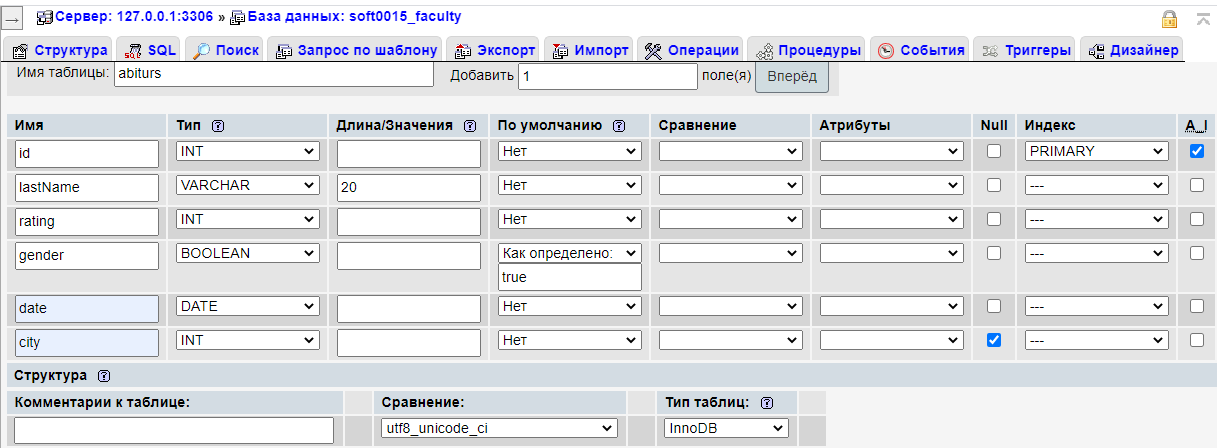 Сервер: 127.0.0.1:3306 » База данных: soft0015_faculty
Структура SQL Поиск Запрос по шаблону Экспорт Импорт Операции Процедуры События Триггеры Дизайнер
Имя таблицы: abiturs Добавить 1 поле(я) Вперёд
Имя Тип Длина/Значения По умолчанию Сравнение Атрибуты Null Индекс A_I
id INT Нет PRIMARY
lastName VARCHAR 20 Нет ---
rating INT Нет ---
gender BOOLEAN Как определено: ---
true
date DATE Нет ---
city INT Нет ---
Структура
Комментарии к таблице: Сравнение: Тип таблиц:
utf8_unicode_ci InnoDB